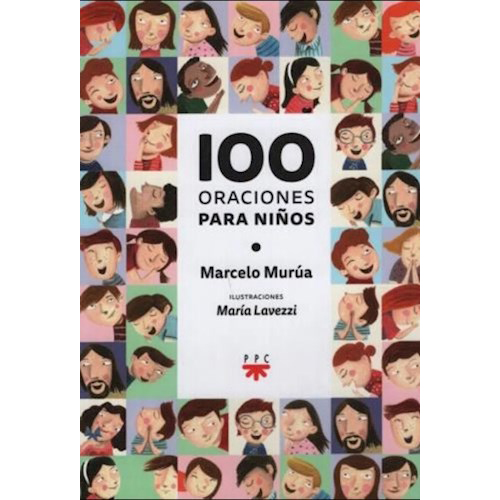 100
ORACIONES
PARA NIÑOS
Marcelo Murúa
ILUSTRACIONES
María Lavezzi
PPC